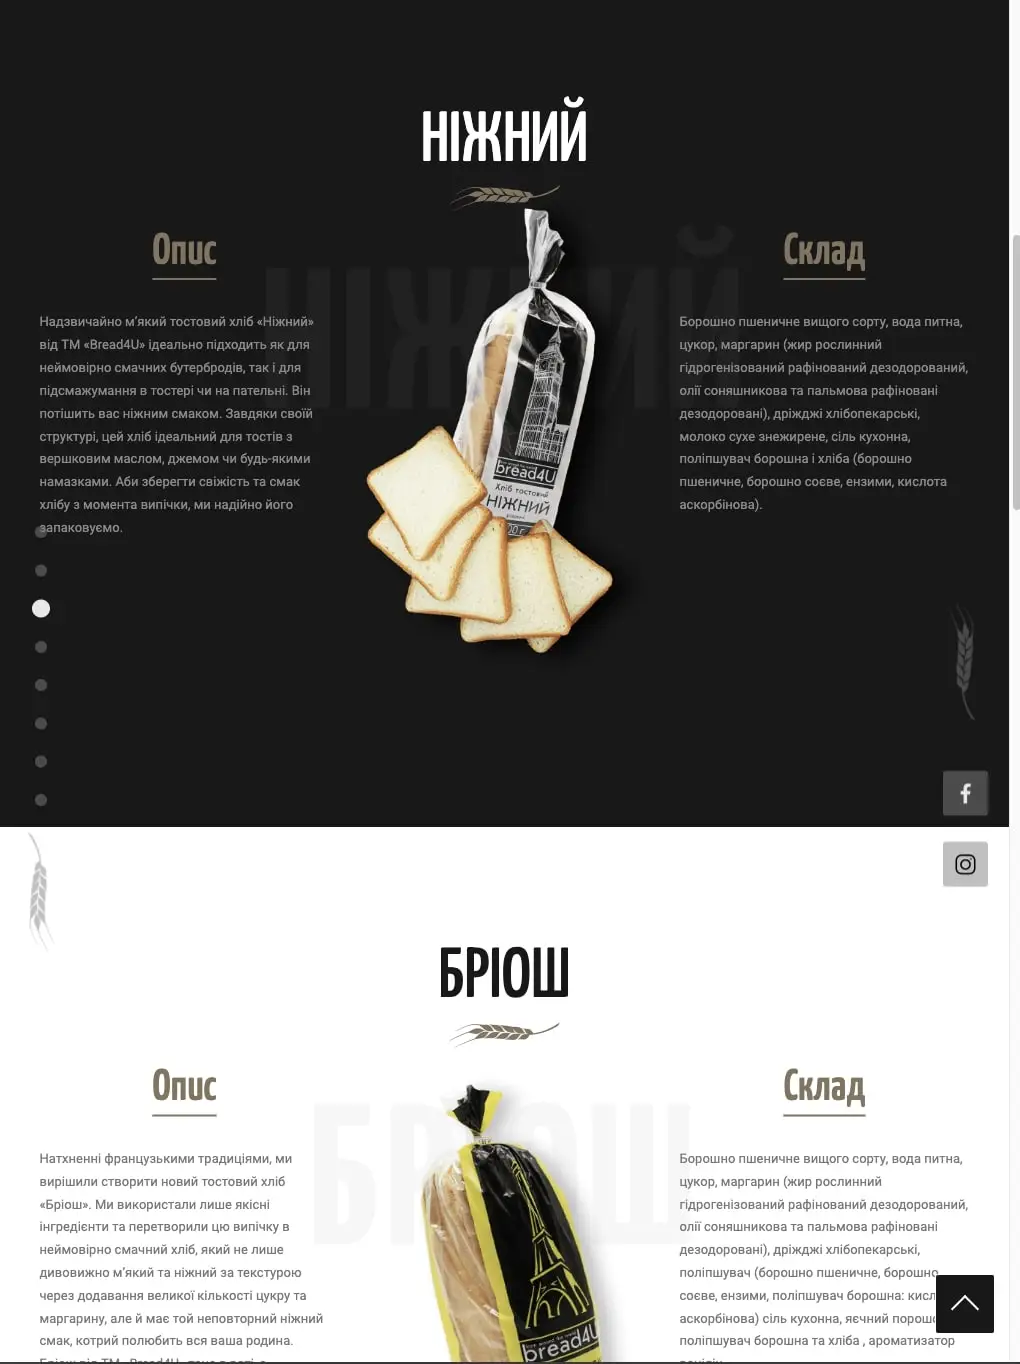 НІЖНИЙ
Опис
Надзвичайно м'який тостовий хліб «Ніжний»
від ТМ «Bread4U» ідеально підходить як для
неймовірно смачних бутербродів, так і для
підсмажування в тостері чи на пательні. Він
потішить вас ніжним смаком. Завдяки своїй
структурі, цей хліб ідеальний для тостів з
вершковим маслом, джемом чи будь-якими
намазками. Аби зберегти свіжість та смак
хлібу з момента випічки, ми надійно його
запаковуємо.
НІЖНИЙ
bread4U
Хліб тостовий
НІЖНИЙ
Склад
Борошно пшеничне вищого сорту, вода питна,
цукор, маргарин (жир рослинний
гідрогенізований рафінований дезодорований,
олії соняшникова та пальмова рафіновані
дезодоровані), дріжджі хлібопекарські,
молоко сухе знежирене, сіль кухонна,
поліпшувач борошна і хліба (борошно
пшеничне, борошно соєве, ензими, кислота
аскорбінова).
БРІОШ
Опис
Натхненні французькими традиціями, ми
вирішили створити новий тостовий хліб
«Бріош». Ми використали лише якісні
інгредієнти та перетворили цю випічку в
неймовірно смачний хліб, який не лише
дивовижно м'який та ніжний за текстурою
через додавання великої кількості цукру та
маргарину, але й має той неповторний ніжний
смак, котрий полюбить вся ваша родина.
БРІОШ
bread4U
Склад
Борошно пшеничне вищого сорту, вода питна,
цукор, маргарин (жир рослинний
гідрогенізований рафінований дезодорований,
олії соняшникова та пальмова рафіновані
дезодоровані), дріжджі хлібопекарські,
поліпшувач (борошно пшеничне, борошно
соєве, ензими, поліпшувач борошна:
аскорбінова) сіль кухонна, яєчний
поліпшувач борошна та хліба , ароматизатор